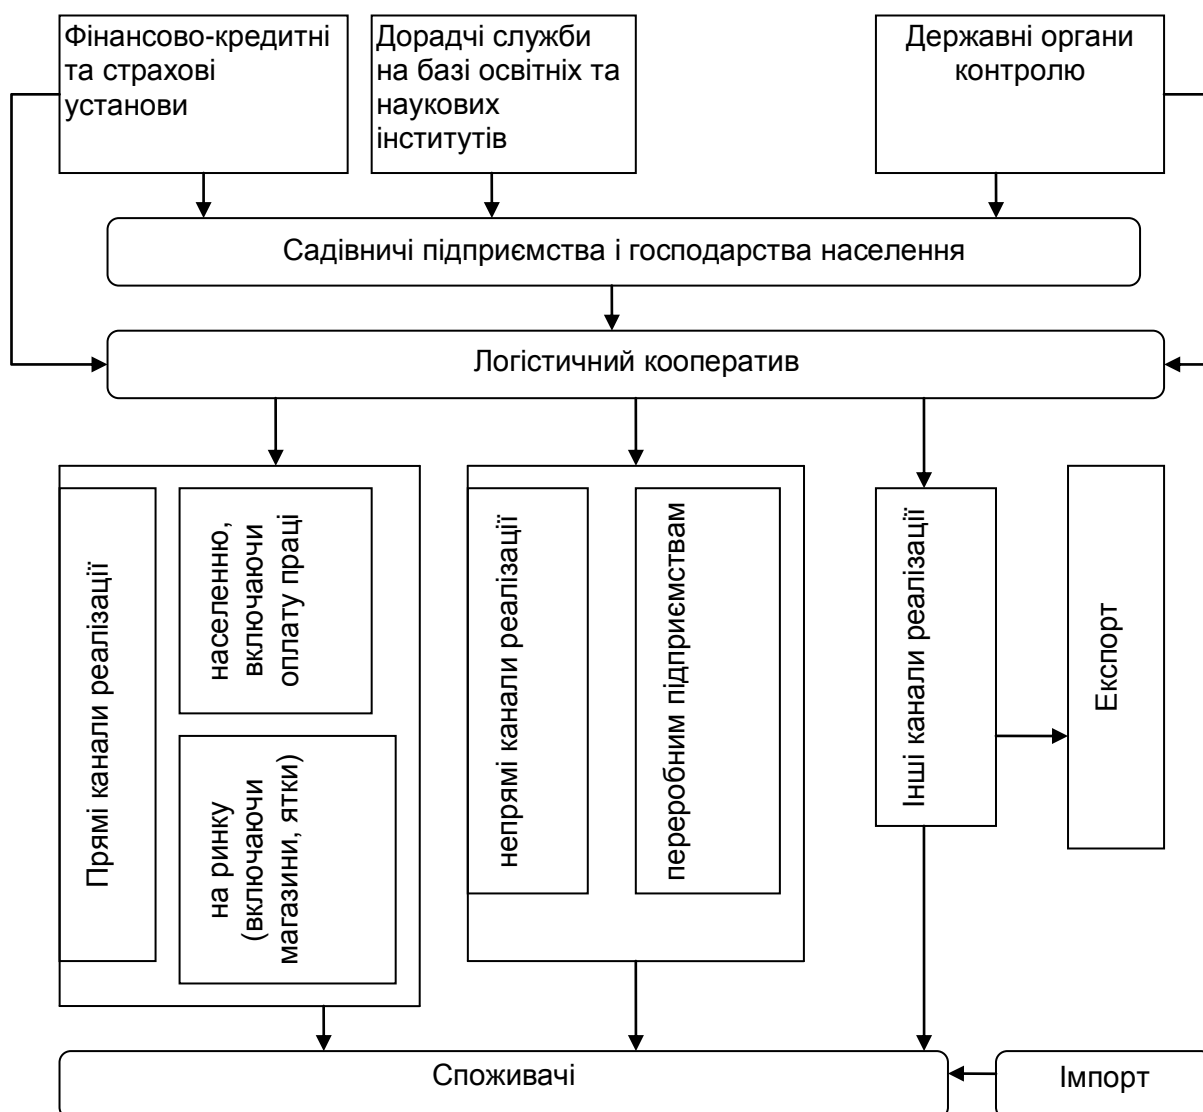 Фінансово-кредитні
та страхові
установи
Дорадчі служби
на базі освітніх та
наукових
інститутів
Державні органи
контролю
Садівничі підприємства і господарства населення
Логістичний кооператив
Прямі канали реалізації
населенню,
включаючи
оплату праці
на ринку
(включаючи
магазини, ятки)
непрямі канали реалізації
переробним підприємствам
Інші канали реалізації
Експорт
Споживачі
Імпорт